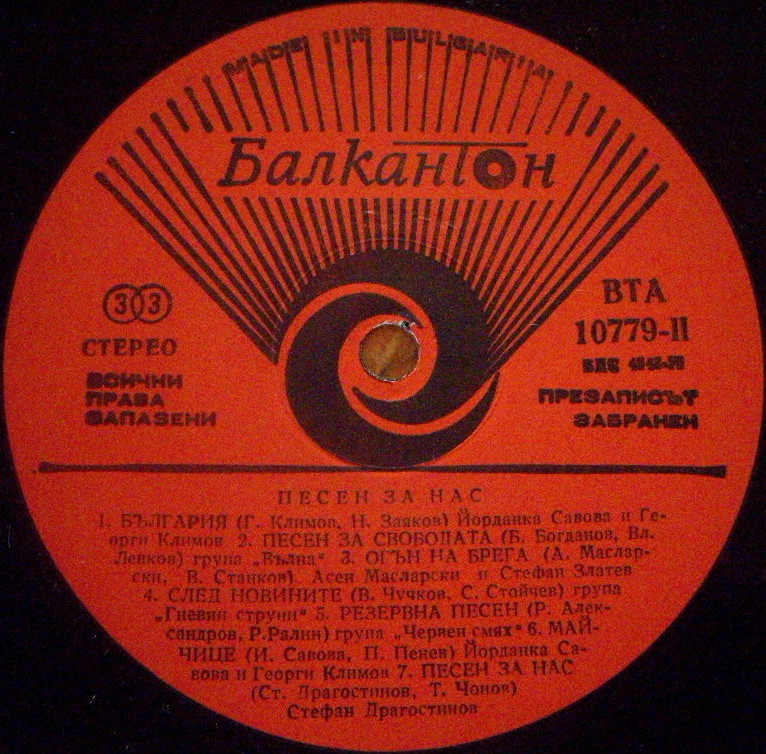 MADE IN BULGARIA
Балкантон
33
СТЕРЕО
ВСИЧКИ
ПРАВА
ЗАПАЗЕНИ
ВТА
10779-II
БДС
ПРЕЗАПИСЪТ
ЗАБРАНЕН
ПЕСЕН ЗА НАС
1. БЪЛГАРИЯ (Г. Климов, Н. Заяков) Йорданка Савова и Ге-
орги Климов 2. ПЕСЕН ЗА СВОБОДАТА (Б. Богданов, Вл.
Левков) група „Вълна“ 3. ОГЪН НА БРЕГА (А. Маслар-
ски, В. Станков) Асен Масларски и Стефан Златев
4. СЛЕД НОВИНИТЕ (В. Чучков, С. Стойчев) група
„Гневни струни“ 5. РЕЗЕРВНА ПЕСЕН (Р. Алек-
сандров, Р.Ралин) група „Червен смях“ 6. МАЙ-
ЧИЦЕ (И. Савова, П. Пенев) Йорданка Са-
вова и Георги Климов 7. ПЕСЕН ЗА НАС
(Ст. Драгостинов, Т. Чонов)
Стефан Драгостинов